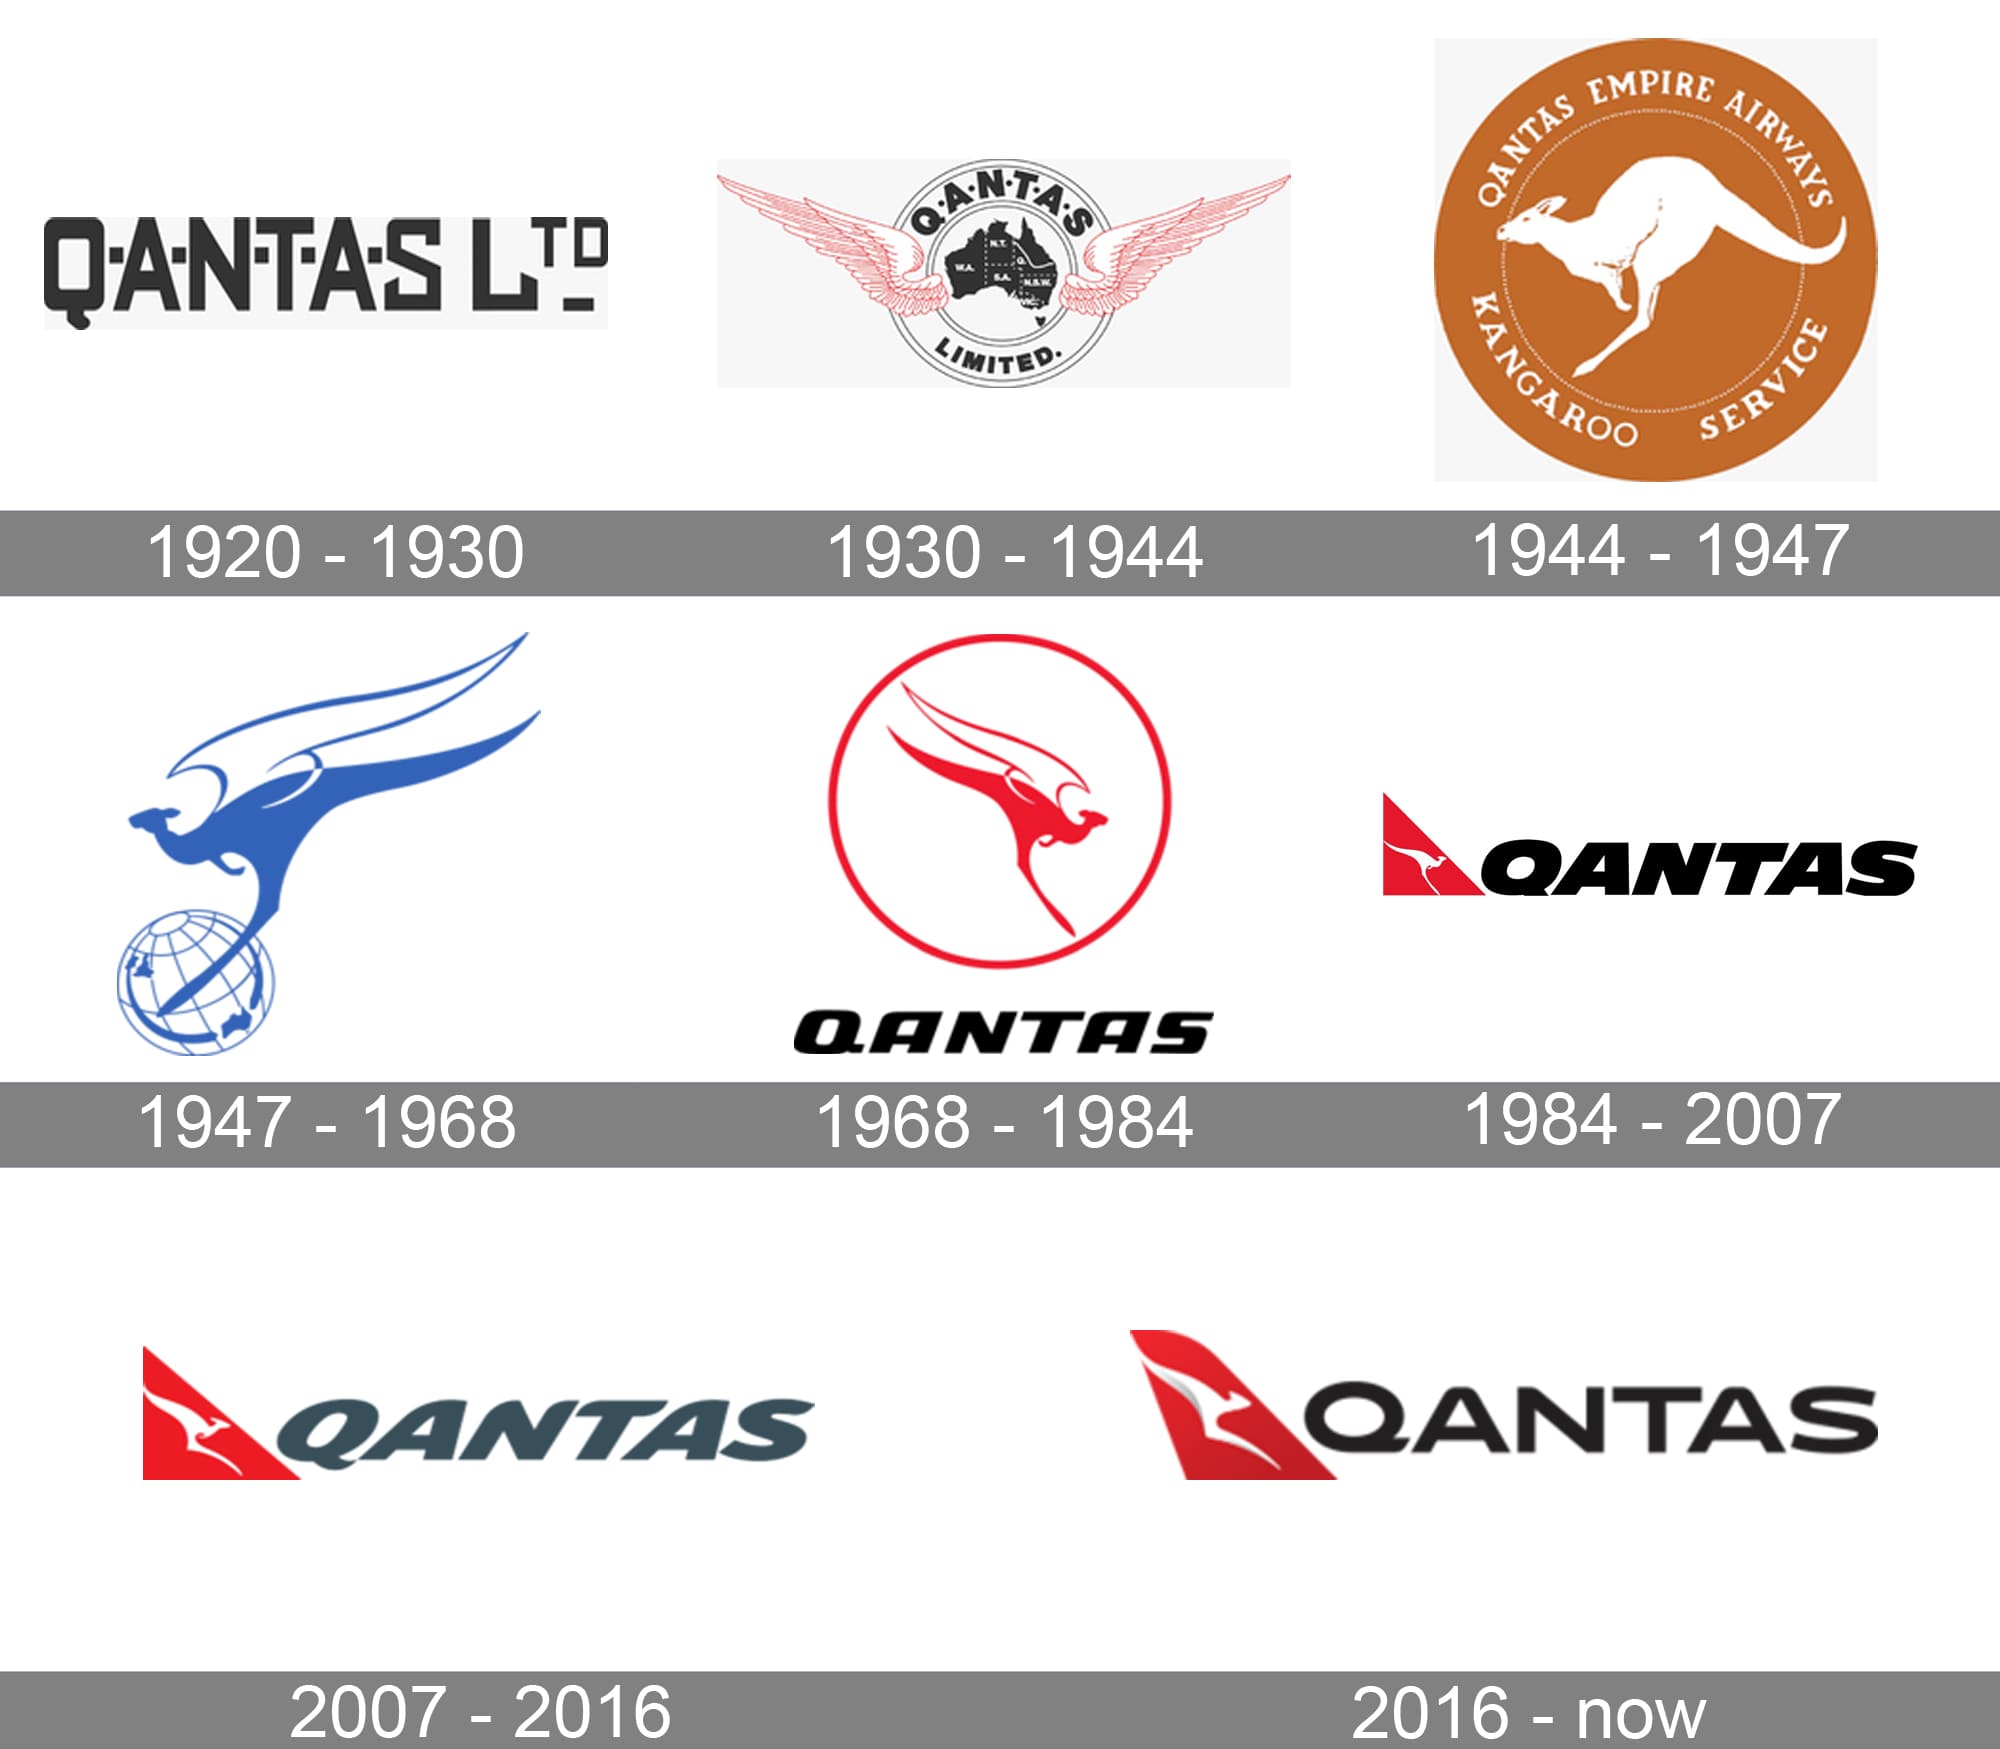 Q·A·N·T·A·S LTD
Q·A·N·T·A·S
N.T.
W.A.
Q.
S.A.
N.S.W.
VIC.
LIMITED.
QANTAS EMPIRE AIRWAYS
KANGAROO SERVICE
1920 - 1930
1930 - 1944
1944 - 1947
QANTAS
QANTAS
1947 - 1968
1968 - 1984
1984 - 2007
QANTAS
QANTAS
2007 - 2016
2016 - now